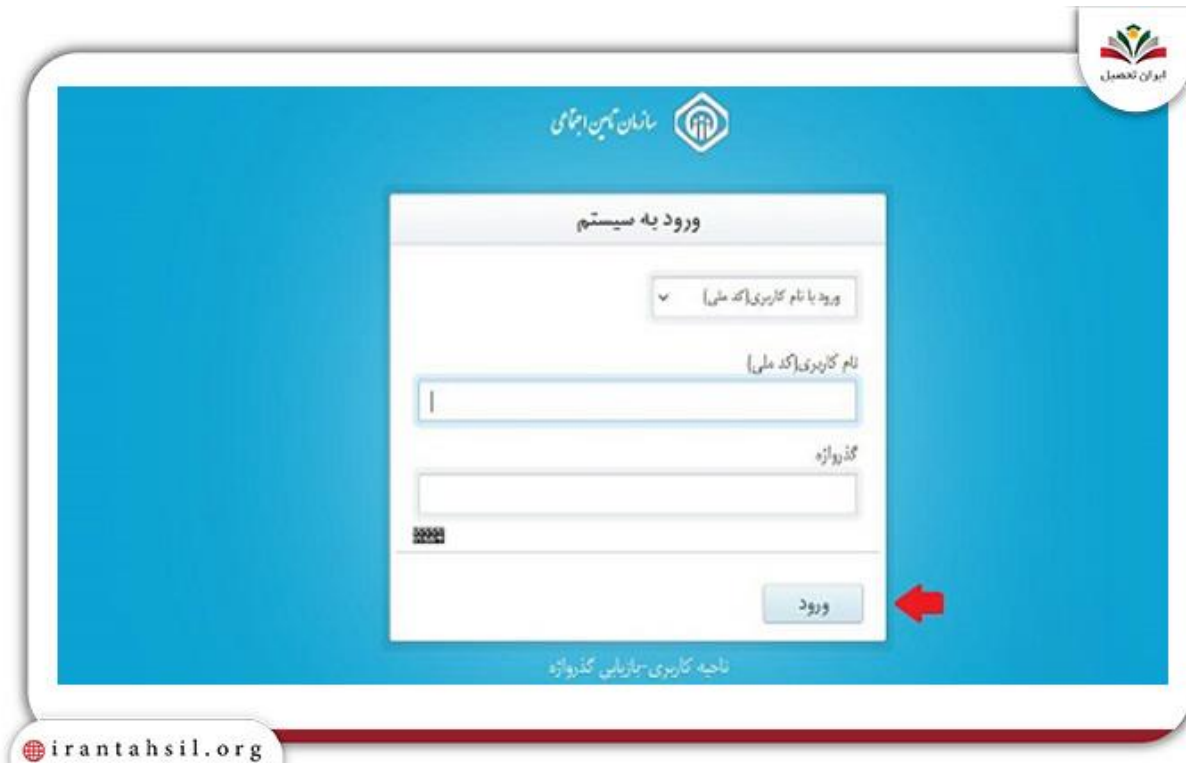 ایران تحصیل
سازمان تامین اجتماعی
ورود به سیستم
ورود با نام کاربری(کد ملی)
نام کاربری(کد ملی)
گذرواژه
ورود
ناحیه کاربری-بازیابی گذرواژه
irantahsil.org